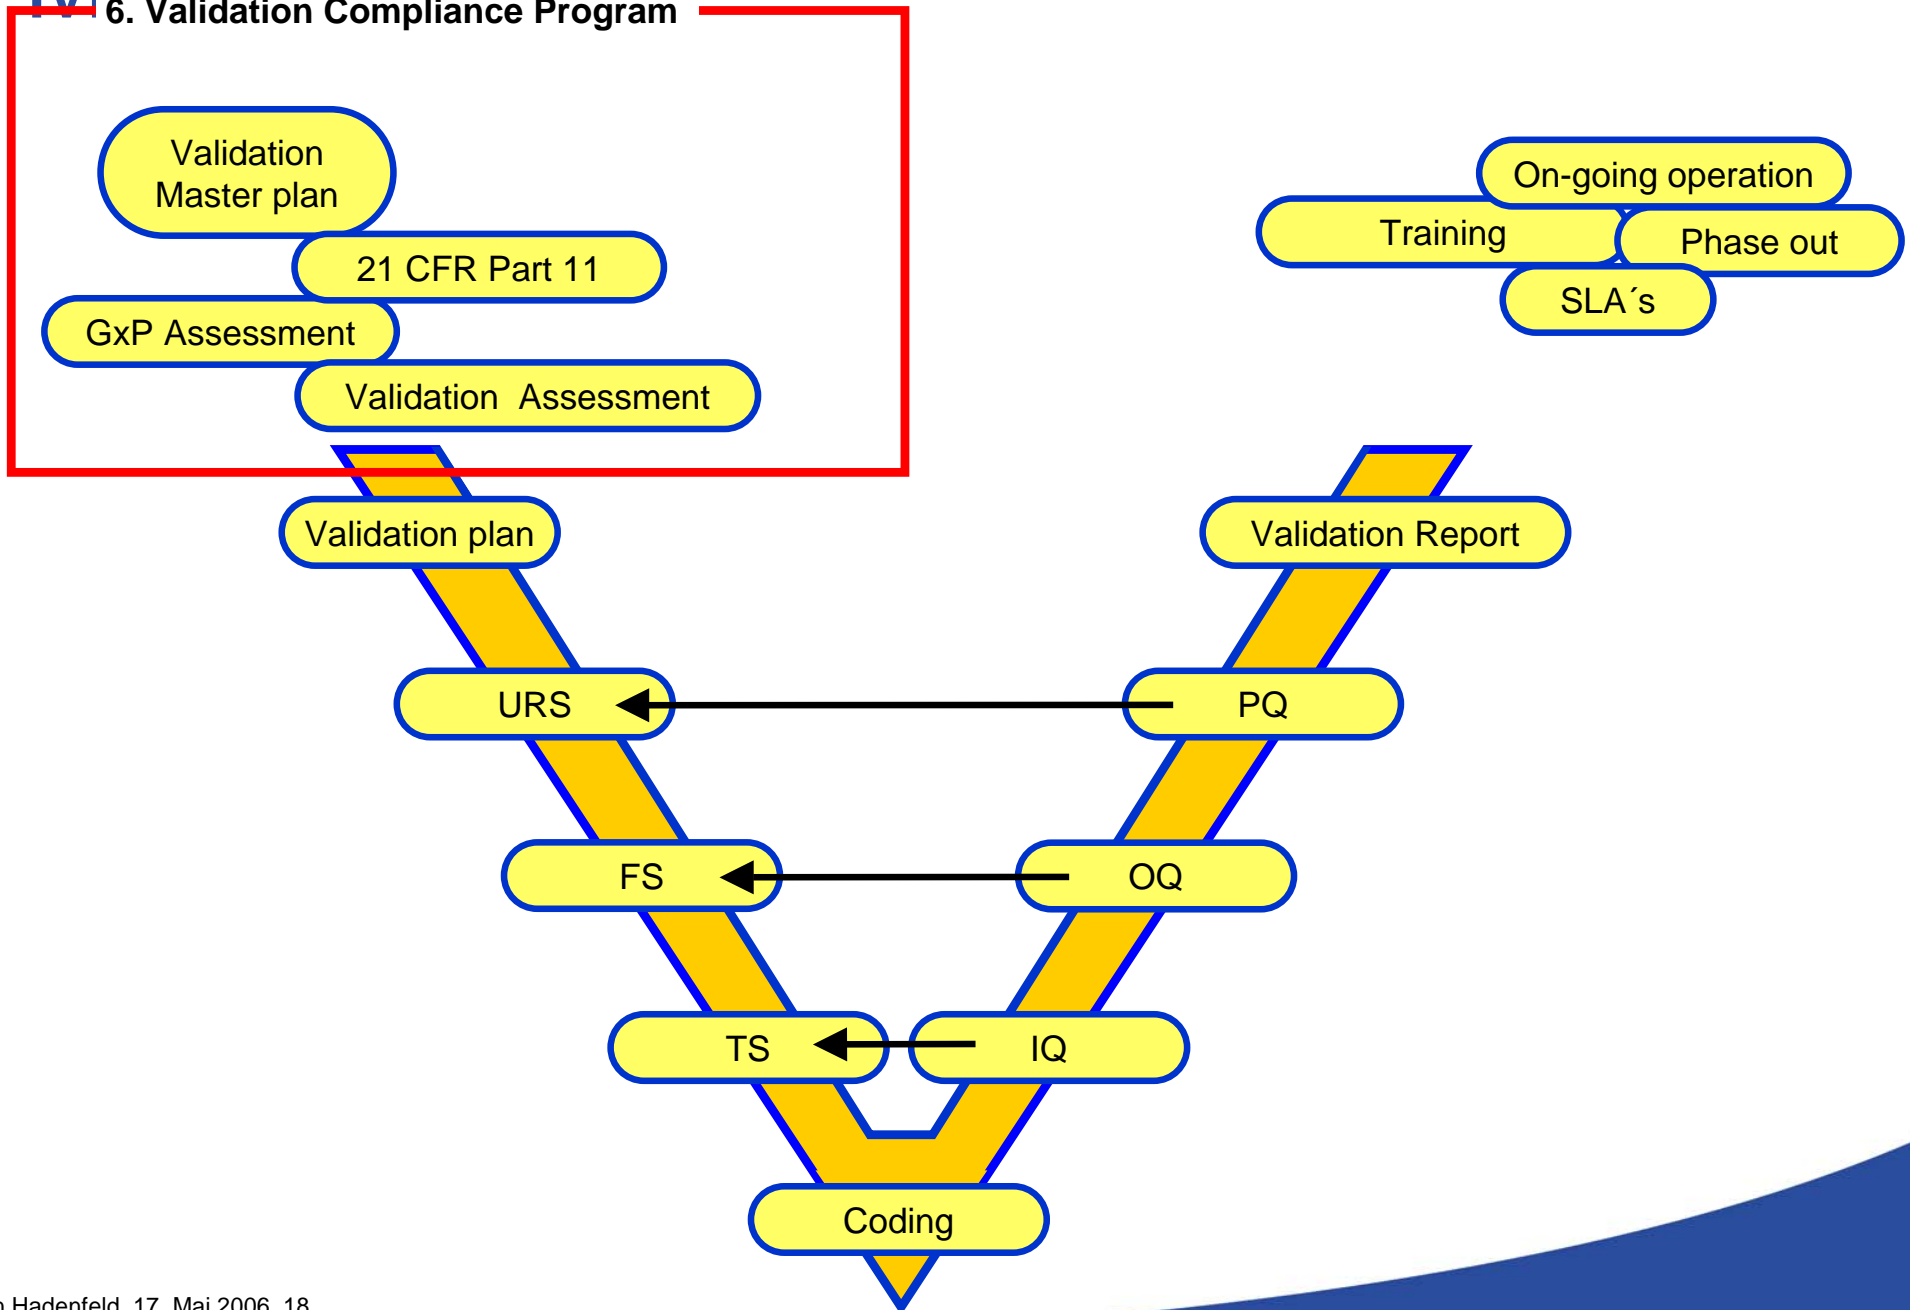 6. Validation Compliance Program
Validation
Master plan
21 CFR Part 11
GxP Assessment
Validation Assessment
On-going operation
Training
Phase out
SLA´s
Validation plan
Validation Report
URS
PQ
FS
OQ
TS
IQ
Coding
Hadenfeld, 17. Mai 2006, 18